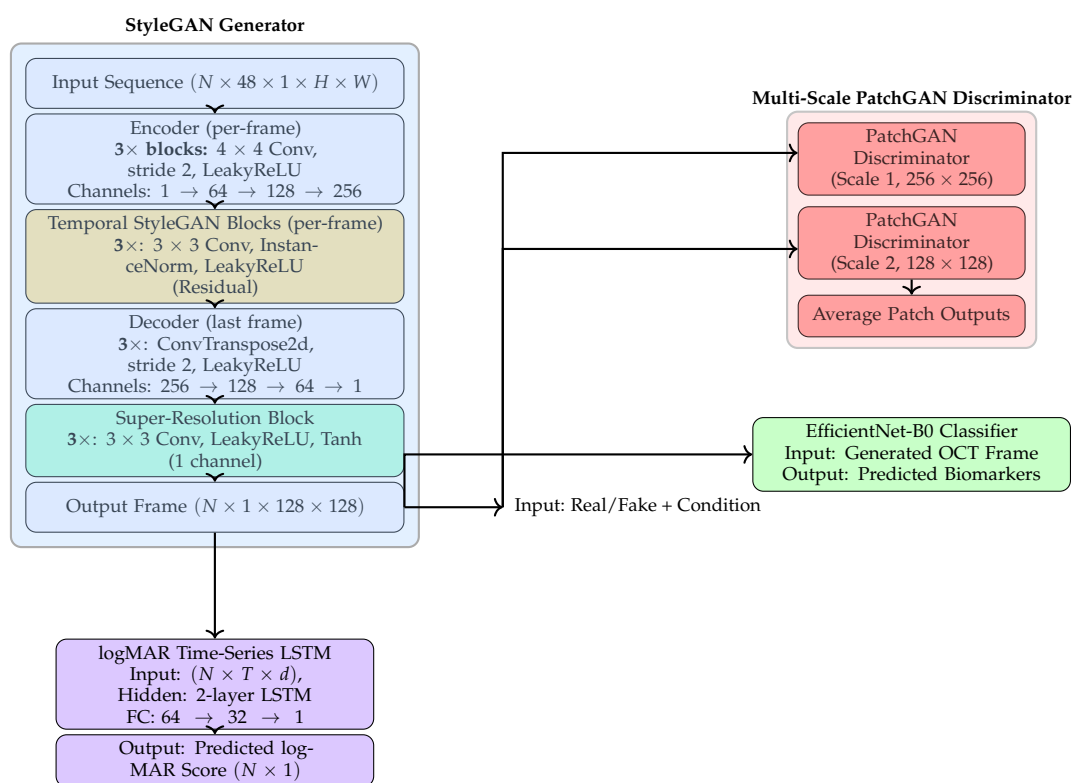 StyleGAN Generator
Input Sequence (N × 48 × 1 × H × W)
Encoder (per-frame)
3× blocks: 4 × 4 Conv,
stride 2, LeakyReLU
Channels: 1 → 64 → 128 → 256
Temporal StyleGAN Blocks (per-frame)
3×: 3 × 3 Conv, Instan-
ceNorm, LeakyReLU
(Residual)
Decoder (last frame)
3×: ConvTranspose2d,
stride 2, LeakyReLU
Channels: 256 → 128 → 64 → 1
Super-Resolution Block
3×: 3 × 3 Conv, LeakyReLU, Tanh
(1 channel)
Output Frame (N × 1 × 128 × 128)
Input: Real/Fake + Condition
Multi-Scale PatchGAN Discriminator
PatchGAN
Discriminator
(Scale 1, 256 × 256)
PatchGAN
Discriminator
(Scale 2, 128 × 128)
Average Patch Outputs
EfficientNet-B0 Classifier
Input: Generated OCT Frame
Output: Predicted Biomarkers
logMAR Time-Series LSTM
Input: (N × T × d),
Hidden: 2-layer LSTM
FC: 64 → 32 → 1
Output: Predicted log-
MAR Score (N × 1)